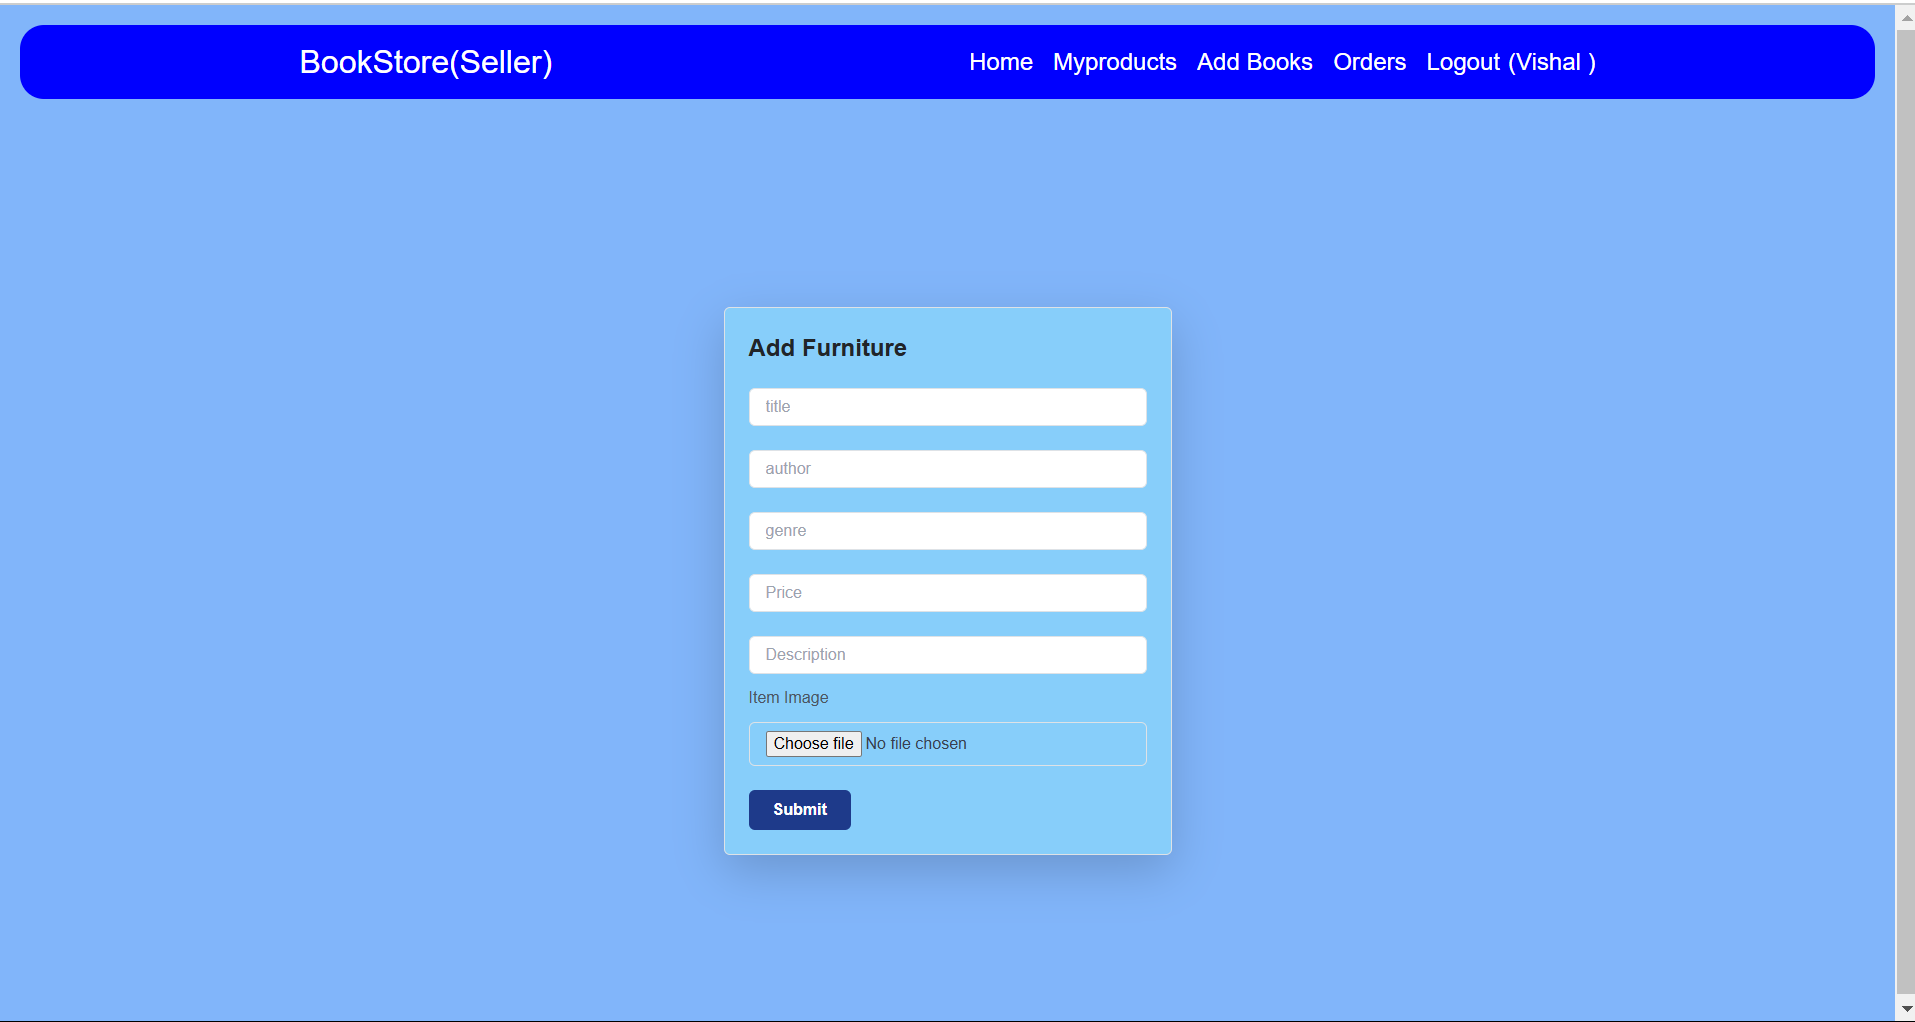 BookStore(Seller)
Home Myproducts Add Books Orders Logout (Vishal )
Add Furniture
title
author
genre
Price
Description
Item Image
Choose file No file chosen
Submit